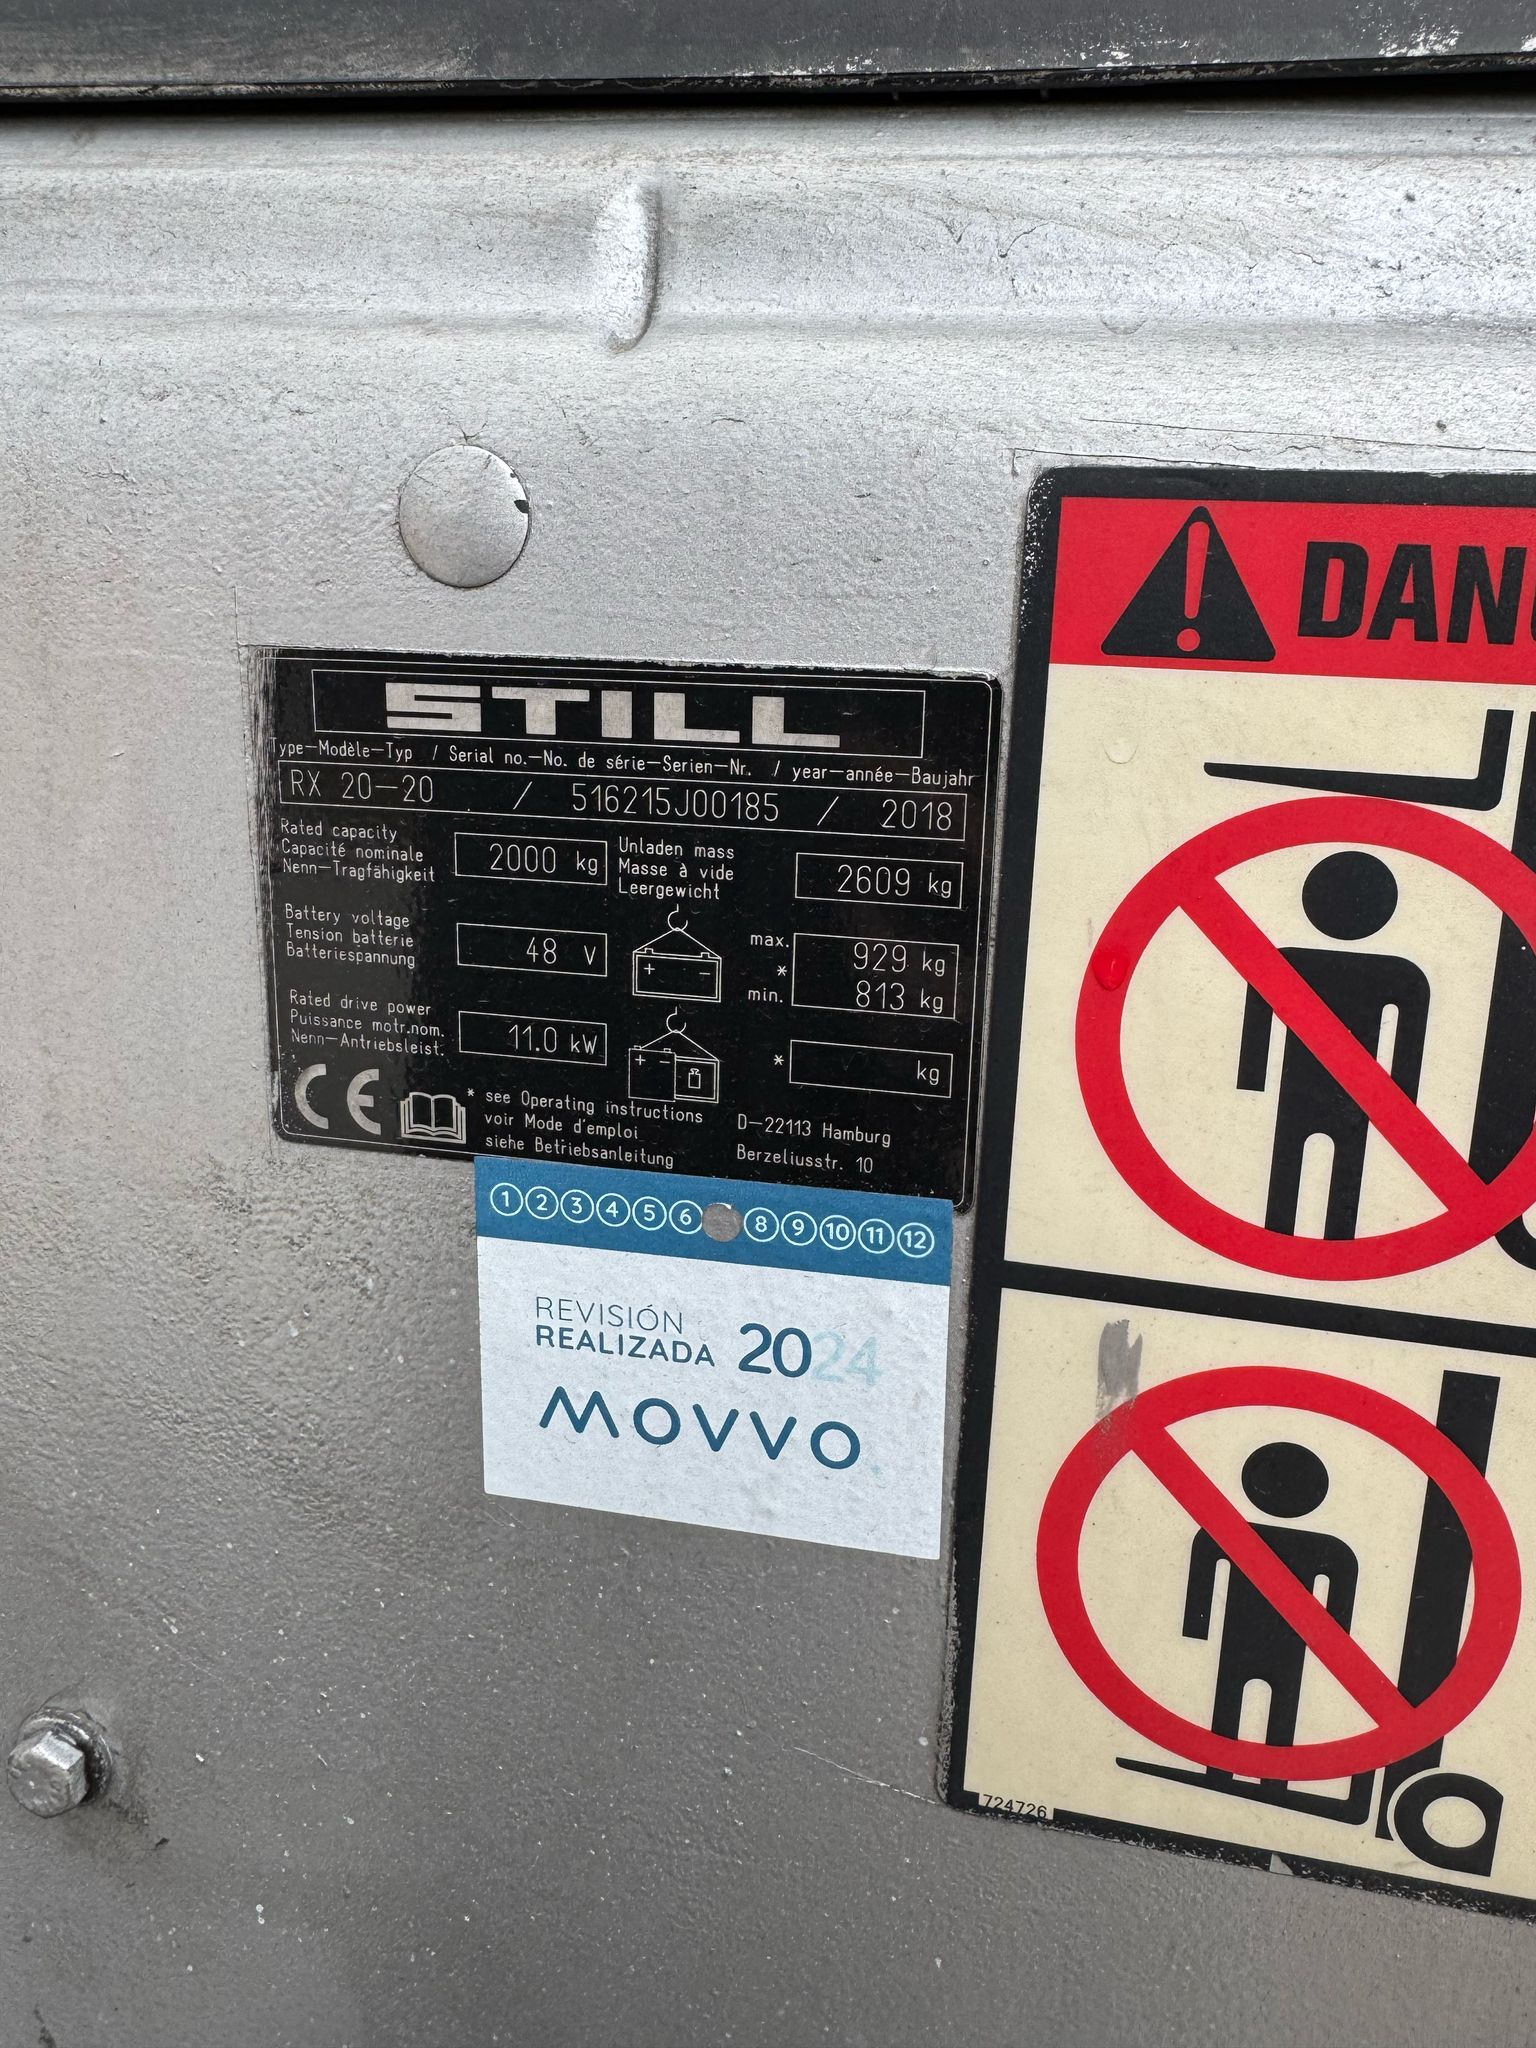 STILL
Type-Modèle-Typ / Serial no.-No. de série-Serien-Nr. / year-année-Baujahr
RX 20-20 / 516215J00185 / 2018
Rated capacity
Capacité nominale
Nenn-Tragfähigkeit
2000 kg
Unladen mass
Masse à vide
Leergewicht
2609 kg
Battery voltage
Tension batterie
Batteriespannung
48 V
+ -
max.
*
min.
929 kg
813 kg
Rated drive power
Puissance motr.nom.
Nenn-Antriebsleist.
11.0 kW
+ -
* kg
CE
* see Operating instructions
voir Mode d'emploi
siehe Betriebsanleitung
D-22113 Hamburg
Berzeliusstr. 10
1 2 3 4 5 6 8 9 10 11 12
REVISIÓN
REALIZADA 2024
MOVVO
! DAN
724726